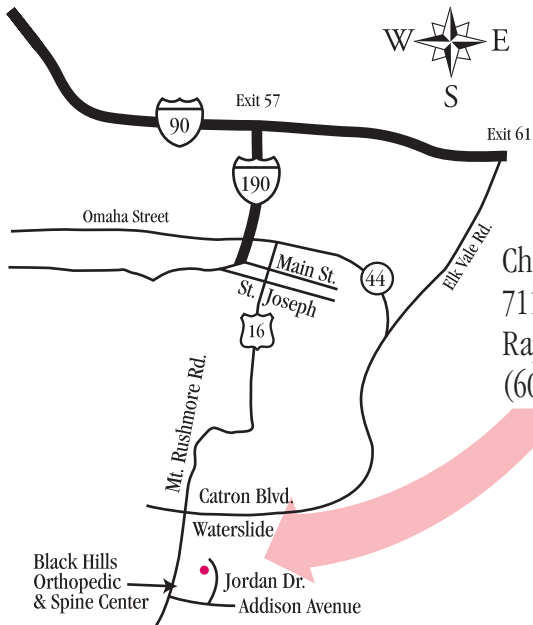 W
E
S
Exit 57
Exit 61
90
190
Omaha Street
Main St.
St. Joseph
44
Elk Vale Rd.
16
Mt. Rushmore Rd.
Catron Blvd.
Waterslide
Black Hills
Orthopedic
& Spine Center
Jordan Dr.
Addison Avenue